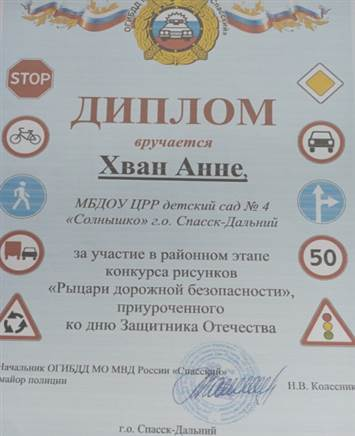 ОГИБДД
«Спасский»
STOP
ДИПЛОМ
вручается
Хван Анне,
МБДОУ ЦРР детский сад № 4
«Солнышко» г.о. Спасск-Дальний
за участие в районном этапе
конкурса рисунков
50
«Рыцари дорожной безопасности»,
приуроченного
ко дню Защитника Отечества
Начальник ОГИБДД МО МВД России «Спасский»
майор полиции
И.В. Колесник
г.о. Спасск-Дальний